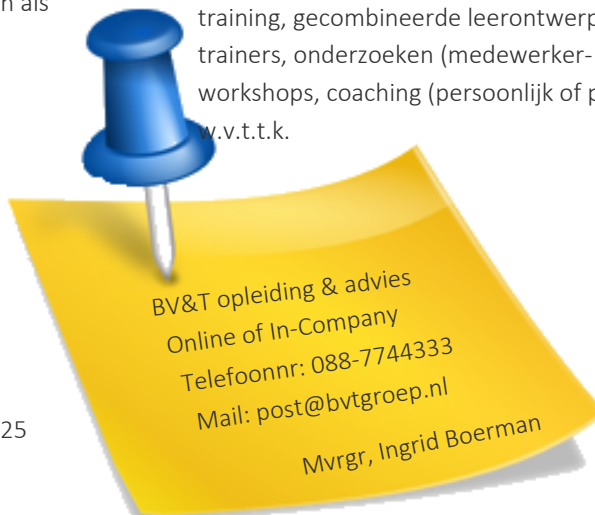 n als
training, gecombineerde leerontwerp
trainers, onderzoeken (medewerker-
workshops, coaching (persoonlijk of p
w.v.t.t.k.
BV&T opleiding & advies
Online of In-Company
Telefoonnr: 088-7744333
Mail: post@bvtgroep.nl
Mvrgr, Ingrid Boerman
25